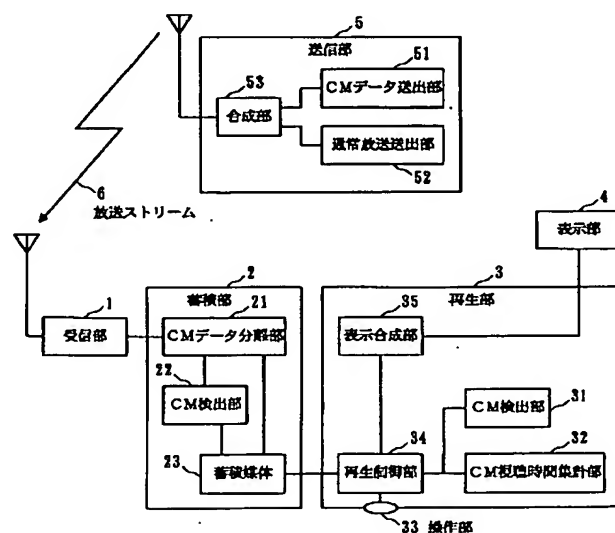 5
送信部
51
CMデータ送出部
53
合成部
通常放送送出部
52
6
放送ストリーム
4
表示部
2
蓄積部
3
再生部
1
受信部
21
CMデータ分離部
35
表示合成部
22
CM検出部
31
CM検出部
23
蓄積媒体
34
再生制御部
32
CM視聴時間集計部
33
操作部